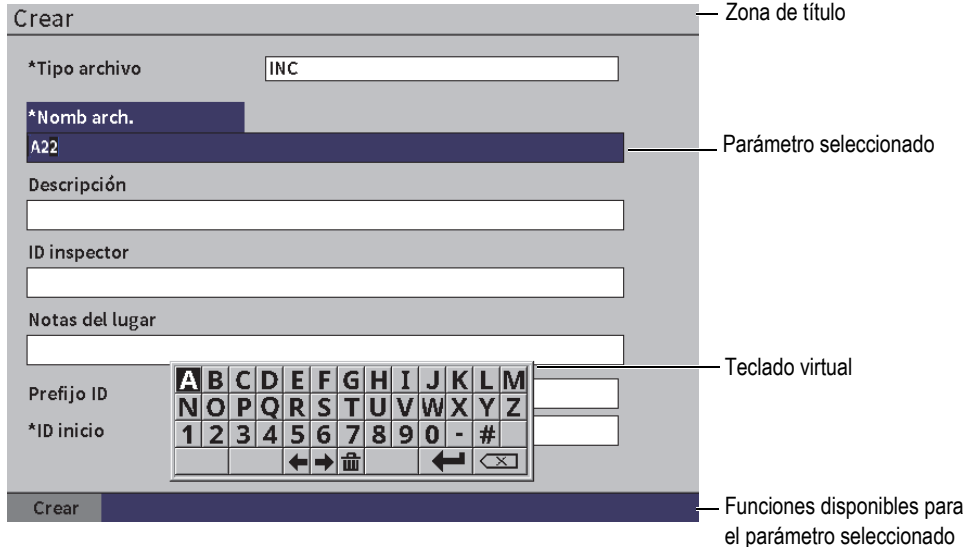 Crear
Zona de título
*Tipo archivo
INC
*Nomb arch.
A22
Parámetro seleccionado
Descripción
ID inspector
Notas del lugar
Teclado virtual
Prefijo ID
*ID inicio
A B C D E F G H I J K L M
N O P Q R S T U V W X Y Z
1 2 3 4 5 6 7 8 9 0 - #
Crear
Funciones disponibles para
el parámetro seleccionado